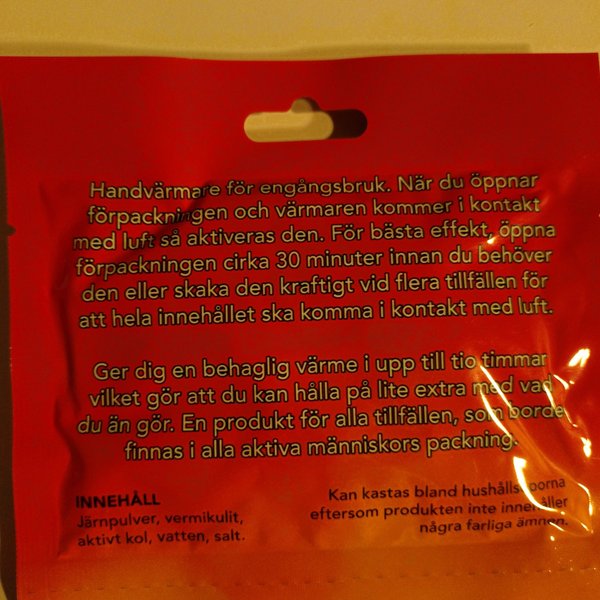 Handvärmare för engångsbruk. När du öppnar
förpackningen och värmaren kommer i kontakt
med luft så aktiveras den. För bästa effekt, öppna
förpackningen cirka 30 minuter innan du behöver
den eller skaka den kraftigt vid flera tillfällen för
att hela innehållet ska komma i kontakt med luft.
Ger dig en behaglig värme i upp till tio timmar
vilket gör att du kan hålla på lite extra med vad
du än gör. En produkt för alla tillfällen, som borde
finnas i alla aktiva människors packning.
INNEHÅLL
Järnpulver, vermikulit,
aktivt kol, vatten, salt.
Kan kastas bland hushållssoporna
eftersom produkten inte innehåller
några farliga ämnen.